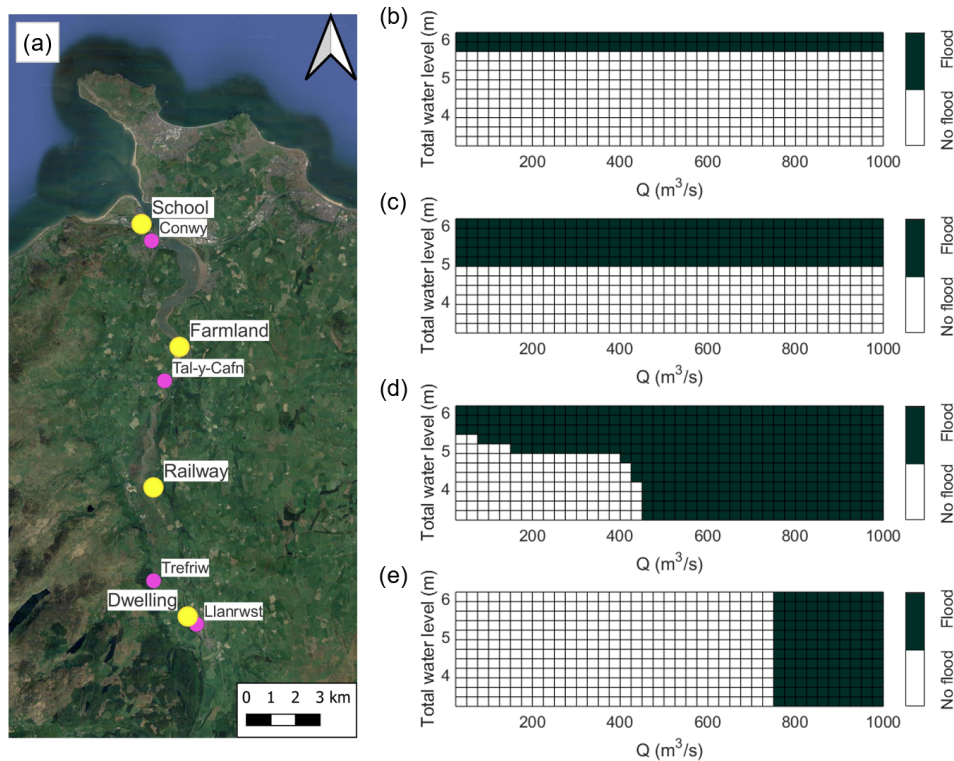 (a)
School
Conwy
Farmland
Tal-y-Cafn
Railway
Trefriw
Dwelling
Llanrwst
0 1 2 3 km
(b)
Total water level (m)
6
5
4
200 400 600 800 1000
Q (m³/s)
No flood Flood
(c)
Total water level (m)
6
5
4
200 400 600 800 1000
Q (m³/s)
No flood Flood
(d)
Total water level (m)
6
5
4
200 400 600 800 1000
Q (m³/s)
No flood Flood
(e)
Total water level (m)
6
5
4
200 400 600 800 1000
Q (m³/s)
No flood Flood